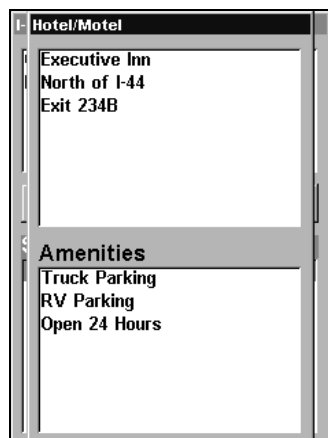 I-
Hotel/Motel
Executive Inn
North of I-44
Exit 234B
Amenities
Truck Parking
RV Parking
Open 24 Hours